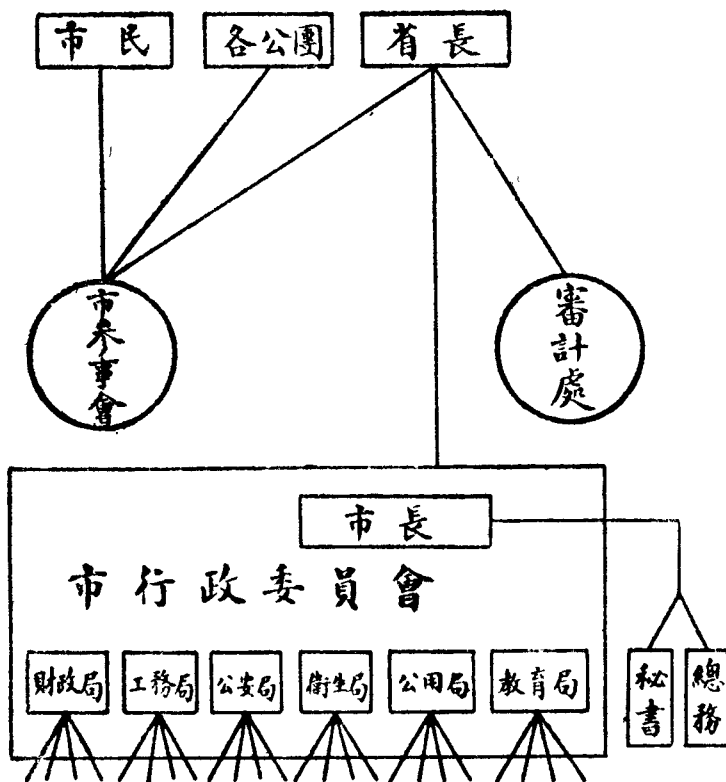 市民
各公團
省長
市參事會
審計處
市長
市行政委員會
財政局
工務局
公安局
衛生局
公用局
教育局
秘書
總務